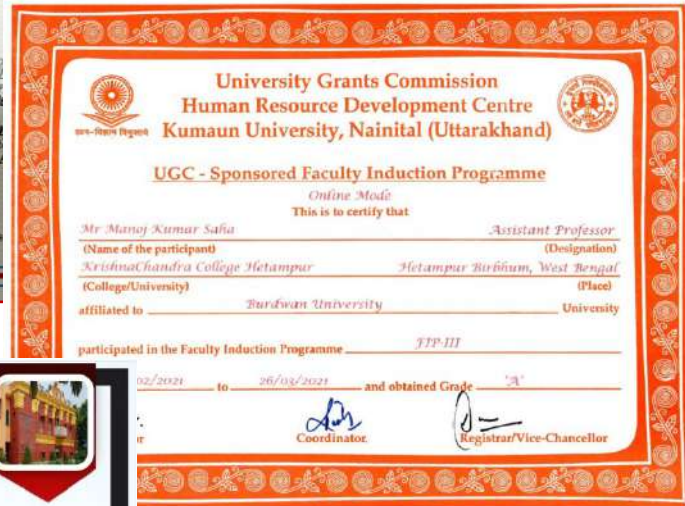 University Grants Commission
Human Resource Development Centre
Kumaun University, Nainital (Uttarakhand)
UGC - Sponsored Faculty Induction Programme
Online Mode
This is to certify that
Mr Manoj Kumar Saha Assistant Professor
(Name of the participant) (Designation)
KrishnaChandra College Hetampur Hetampur Birbhum, West Bengal
(College/University) (Place)
affiliated to Burdwan University University
participated in the Faculty Induction Programme FIP-III
02/2021 to 26/03/2021 and obtained Grade 'A'
Coordinator Registrar/Vice-Chancellor